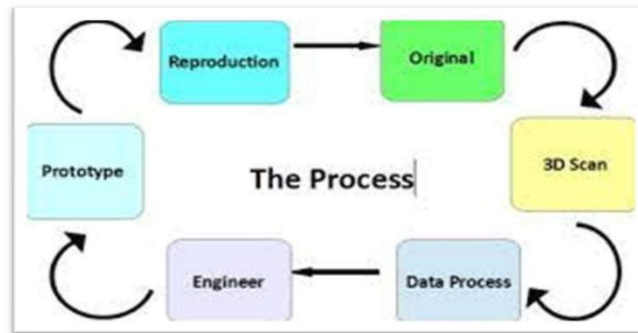 Reproduction
Original
Prototype
The Process
3D Scan
Engineer
Data Process